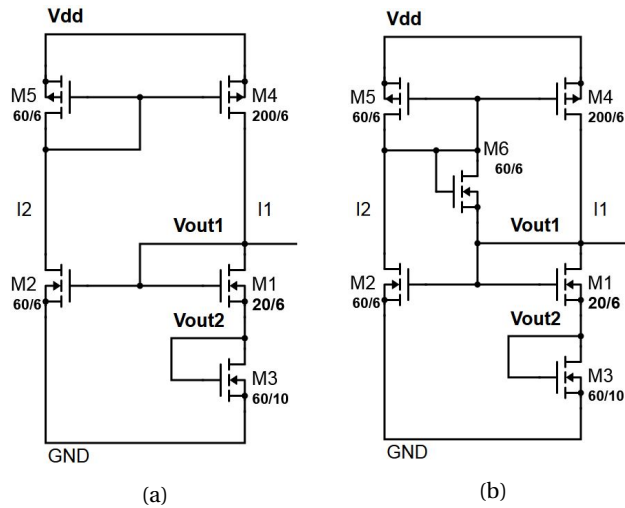 Vdd
M5
60/6
M4
200/6
I2
I1
Vout1
M2
60/6
M1
20/6
Vout2
M3
60/10
GND
(a)
Vdd
M5
60/6
M4
200/6
M6
60/6
I2
I1
Vout1
M2
60/6
M1
20/6
Vout2
M3
60/10
GND
(b)